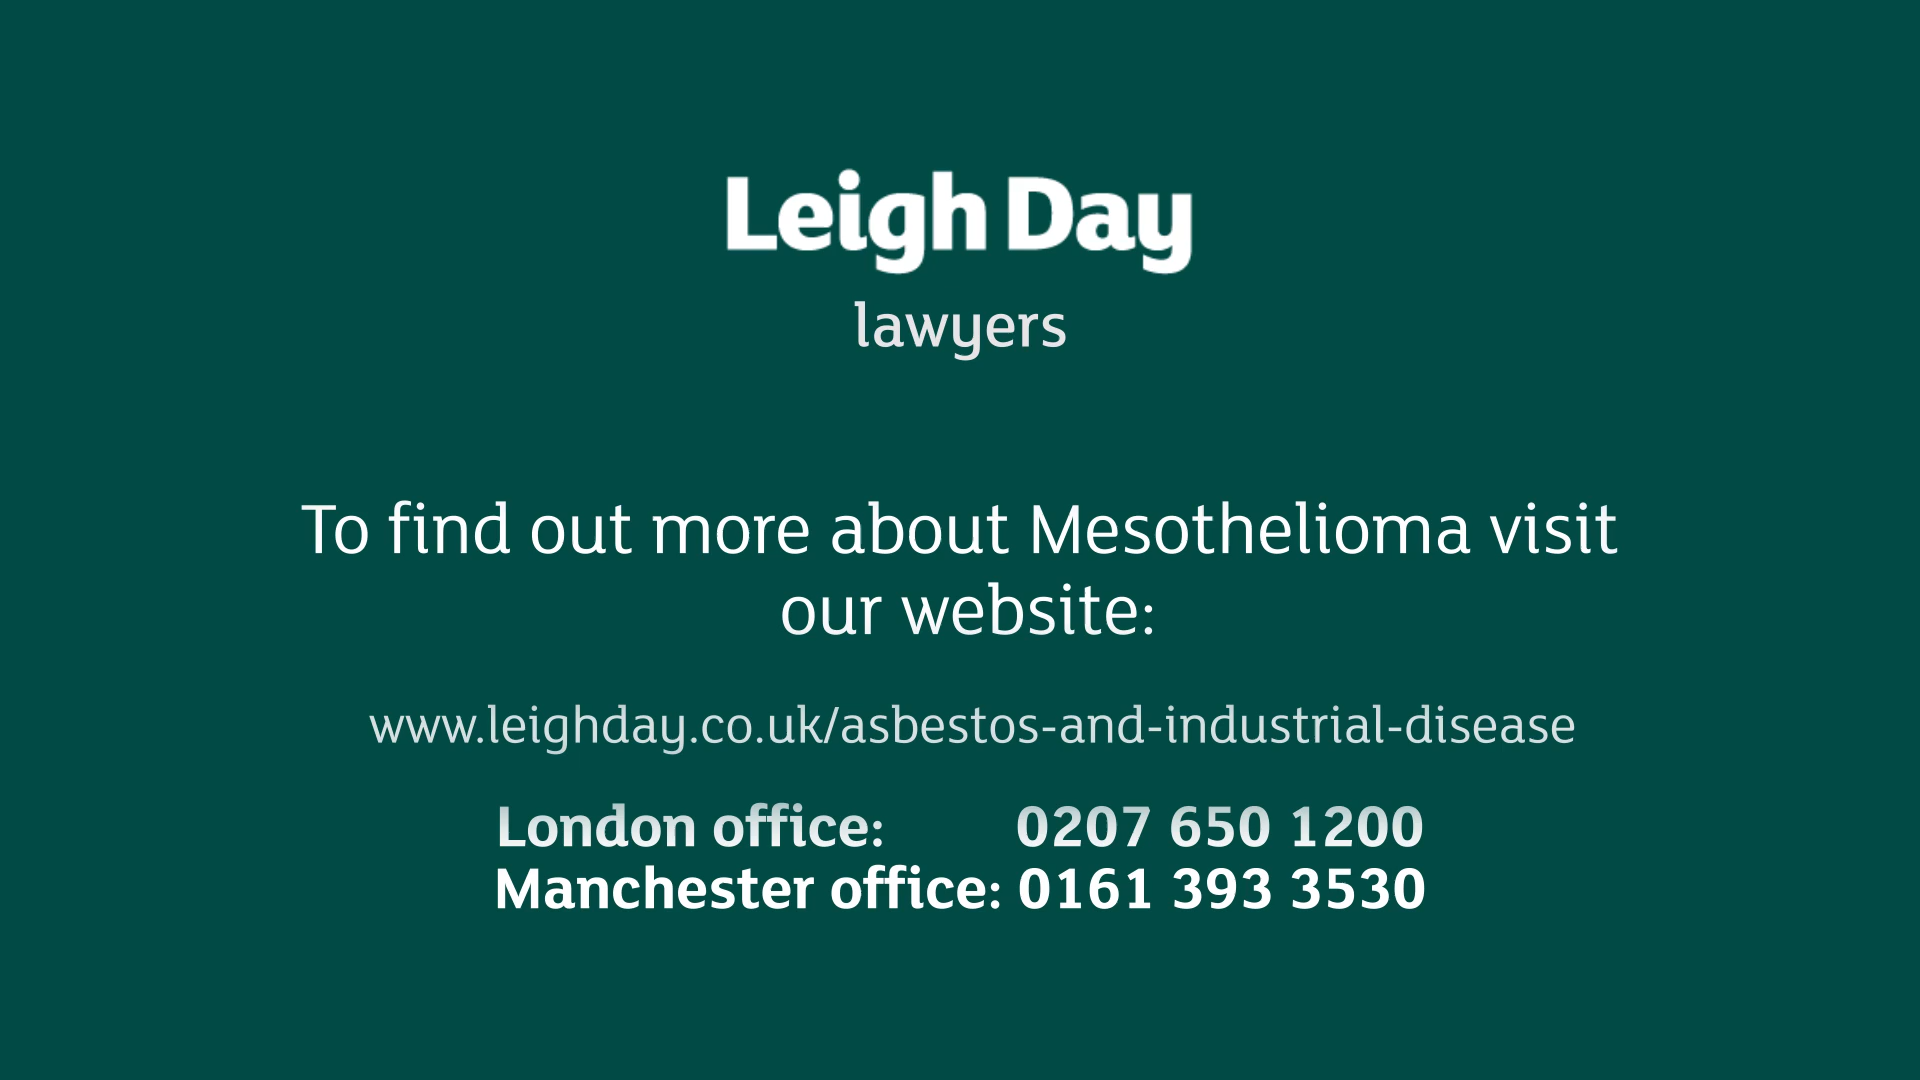 Leigh Day
lawyers
To find out more about Mesothelioma visit
our website:
www.leighday.co.uk/asbestos-and-industrial-disease
London office: 0207 650 1200
Manchester office: 0161 393 3530